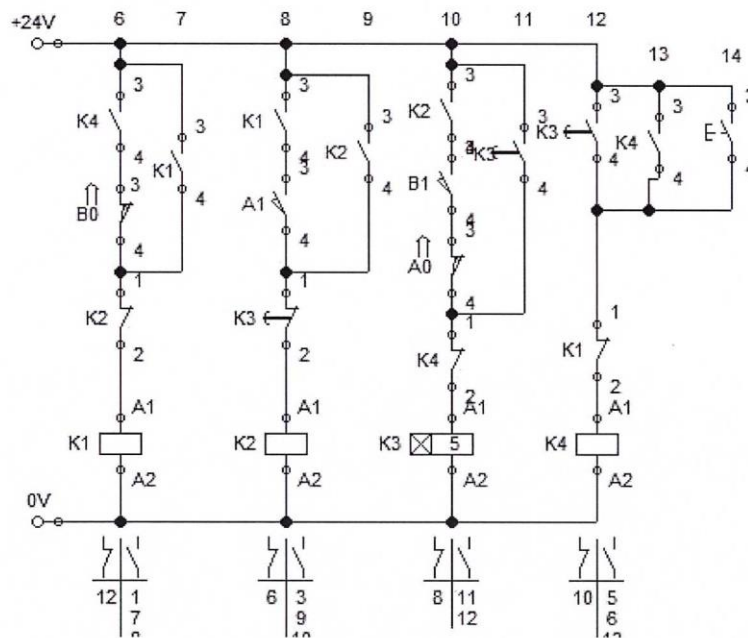 6 7 8 9 10 11 12
+24V
13 14
3 3 3 3 3
K4 K1 K2 K3 K4 E
3 3 3
K1 K2 K3
4 4 4 4 4
3 3 3
B0 A1 B1
4 4 4 4
4 4 3
A0
1 1 4
1 1
K2 K3 K4 K1
2 2 2 2
A1 A1 A1 A1
K1 K2 K3 5 K4
A2 A2 A2 A2
0V
12 1 6 3 8 11 10 5
7 9 12 6